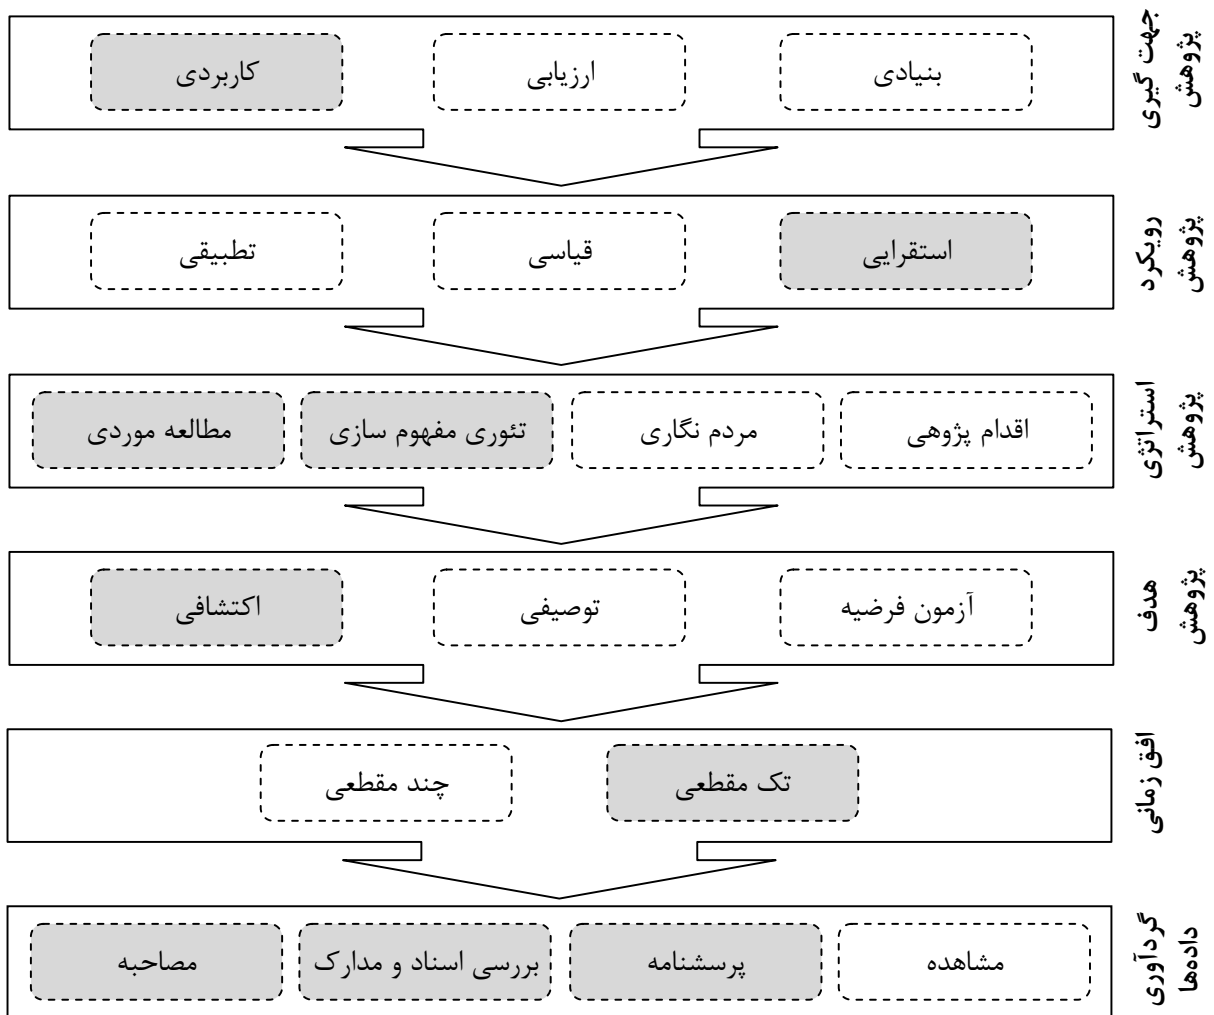 جهت گیری
پژوهش
بنیادی
ارزیابی
کاربردی
رویکرد
پژوهش
استقرایی
قیاسی
تطبیقی
استراتژی
پژوهش
اقدام پژوهی
مردم نگاری
تئوری مفهوم سازی
مطالعه موردی
هدف
پژوهش
آزمون فرضیه
توصیفی
اکتشافی
افق زمانی
تک مقطعی
چند مقطعی
گردآوری
داده‌ها
مشاهده
پرسشنامه
بررسی اسناد و مدارک
مصاحبه